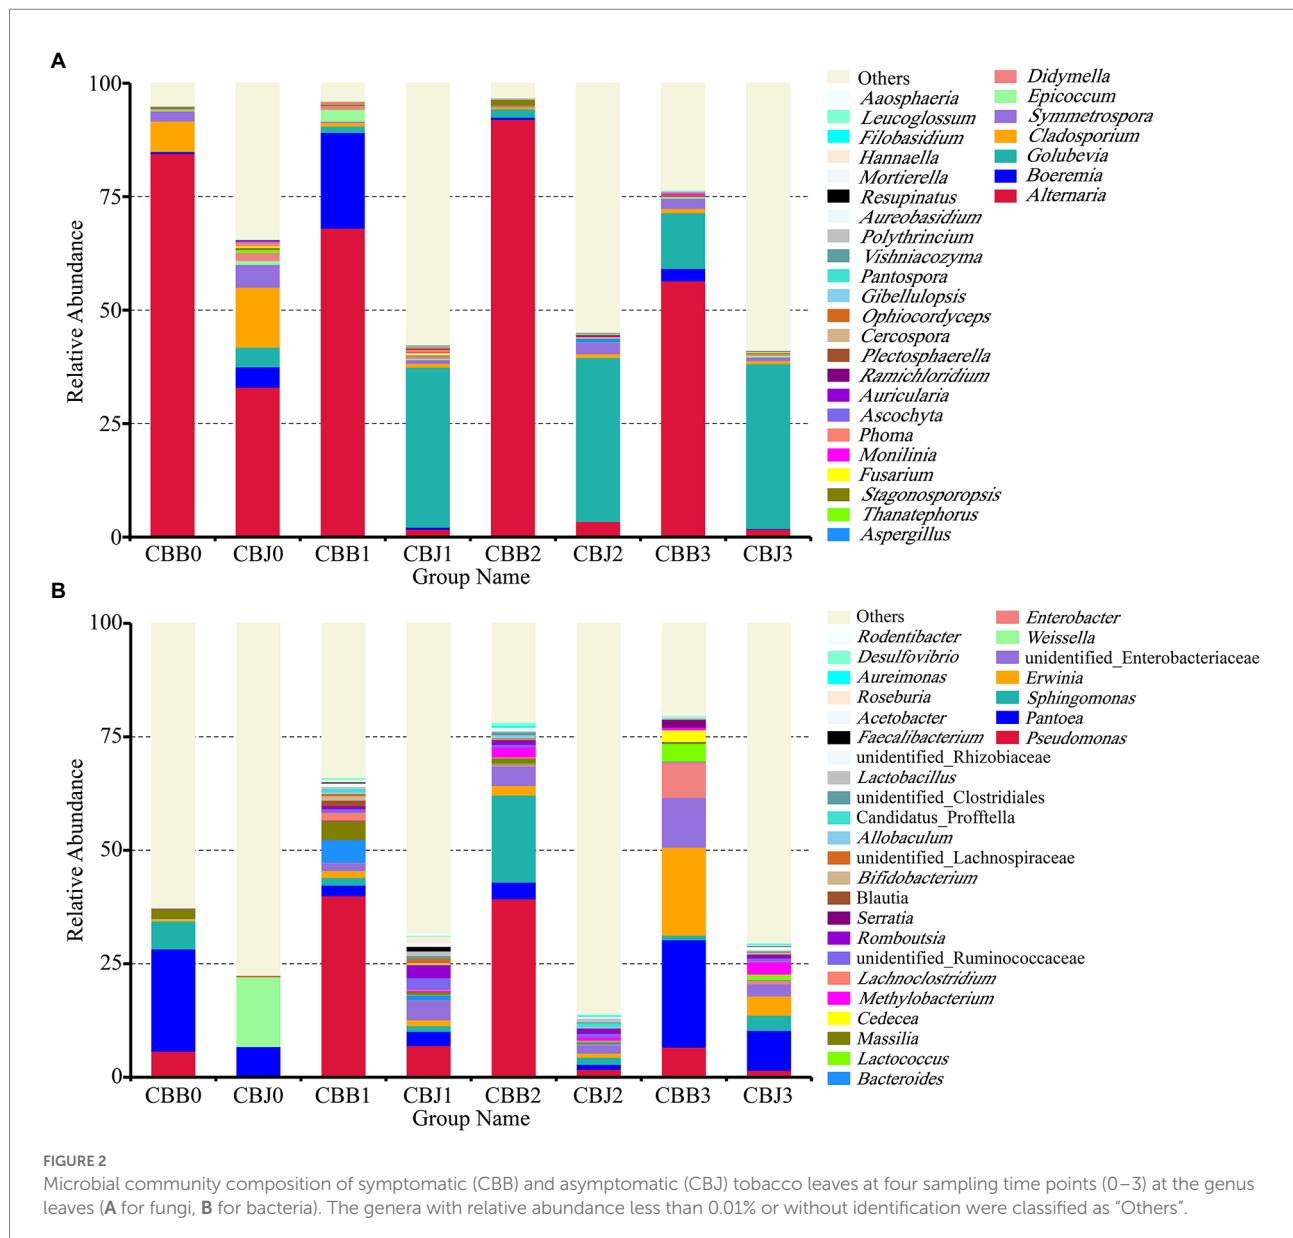 A
100
75
50
25
0
Relative Abundance
CBB0 CBJ0 CBB1 CBJ1 CBB2 CBJ2 CBB3 CBJ3
Group Name
Others
Aaosphaeria
Leucoglossum
Filobasidium
Hannaella
Mortierella
Resupinatus
Aureobasidium
Polythrincium
Vishniacozyma
Pantospora
Gibellulopsis
Ophiocordyceps
Cercospora
Plectosphaerella
Ramichloridium
Auricularia
Ascochyta
Phoma
Monilinia
Fusarium
Stagonosporopsis
Thanatephorus
Aspergillus
Didymella
Epicoccum
Symmetrospora
Cladosporium
Golubevia
Boeremia
Alternaria
B
100
75
50
25
0
Relative Abundance
CBB0 CBJ0 CBB1 CBJ1 CBB2 CBJ2 CBB3 CBJ3
Group Name
Others
Rodentibacter
Desulfovibrio
Aureimonas
Roseburia
Acetobacter
Faecalibacterium
unidentified_Rhizobiaceae
Lactobacillus
unidentified_Clostridiales
Candidatus_Profftella
Allobaculum
unidentified_Lachnospiraceae
Bifidobacterium
Blautia
Serratia
Romboutsia
unidentified_Ruminococcaceae
Lachnoclostridium
Methylobacterium
Cedecea
Massilia
Lactococcus
Bacteroides
Enterobacter
Weissella
unidentified_Enterobacteriaceae
Erwinia
Sphingomonas
Pantoea
Pseudomonas
FIGURE 2
Microbial community composition of symptomatic (CBB) and asymptomatic (CBJ) tobacco leaves at four sampling time points (0–3) at the genus
leaves (A for fungi, B for bacteria). The genera with relative abundance less than 0.01% or without identification were classified as “Others”.